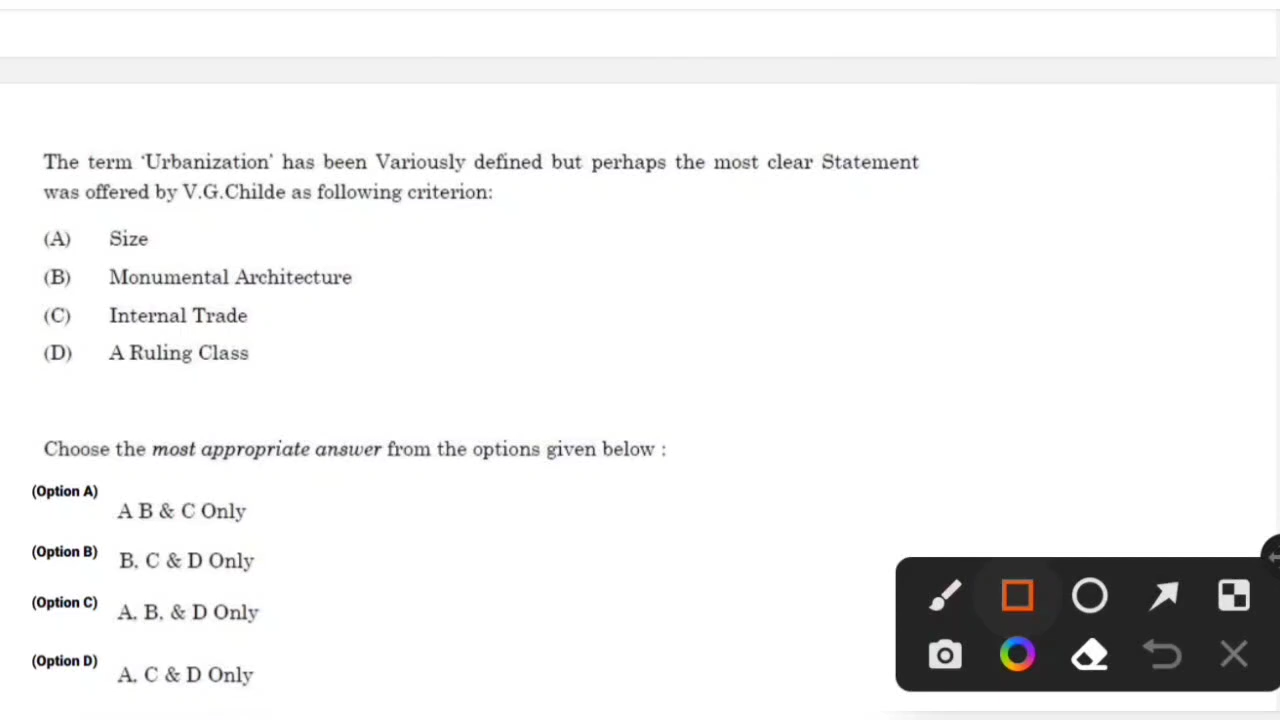 The term ‘Urbanization’ has been Variously defined but perhaps the most clear Statement
was offered by V.G.Childe as following criterion:
(A) Size
(B) Monumental Architecture
(C) Internal Trade
(D) A Ruling Class
Choose the most appropriate answer from the options given below :
(Option A)
A B & C Only
(Option B)
B, C & D Only
(Option C)
A, B, & D Only
(Option D)
A, C & D Only